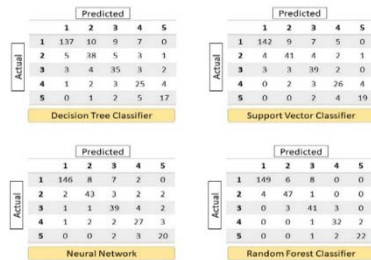 Predicted
1 2 3 4 5
Actual
1 137 10 9 7 0
2 5 38 5 3 1
3 3 4 35 3 2
4 1 2 3 25 4
5 0 1 2 5 17
Decision Tree Classifier
Predicted
1 2 3 4 5
Actual
1 142 9 7 5 0
2 4 41 4 2 1
3 3 3 39 2 0
4 0 2 3 26 4
5 0 0 2 4 19
Support Vector Classifier
Predicted
1 2 3 4 5
Actual
1 146 8 7 2 0
2 2 43 3 2 2
3 1 1 39 4 2
4 1 2 2 27 3
5 0 0 2 3 20
Neural Network
Predicted
1 2 3 4 5
Actual
1 149 6 8 0 0
2 4 47 1 0 0
3 0 3 41 3 0
4 0 0 1 32 2
5 0 0 1 2 22
Random Forest Classifier